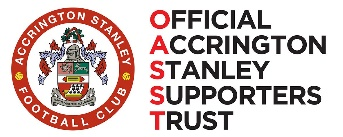 ACCRINGTON STANLEY
FOOTBALL CLUB
OFFICIAL
ACCRINGTON
STANLEY
SUPPORTERS
TRUST